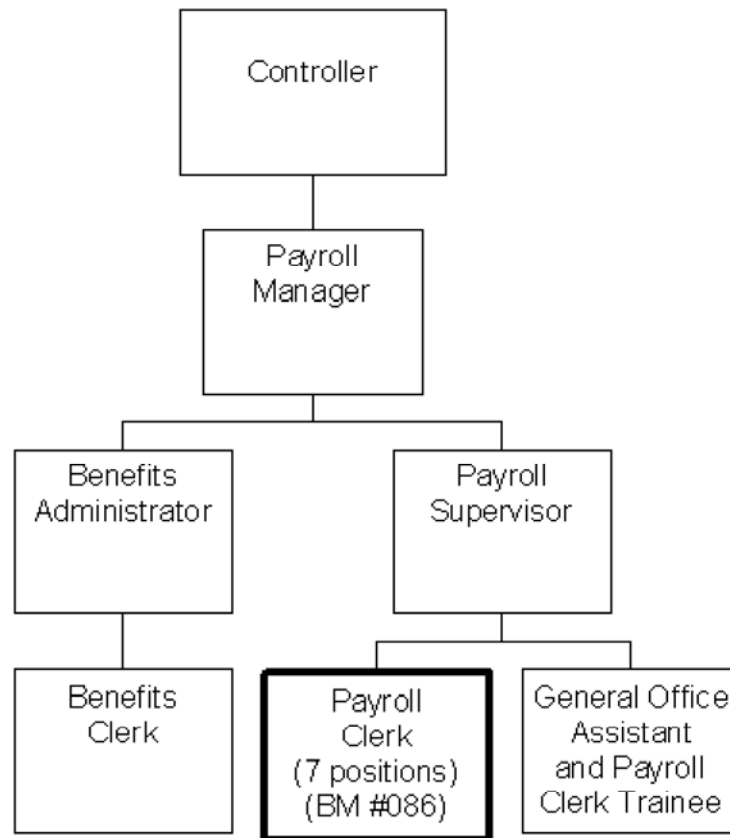 Controller
Payroll
Manager
Benefits
Administrator
Payroll
Supervisor
Benefits
Clerk
Payroll
Clerk
(7 positions)
(BM #086)
General Office
Assistant
and Payroll
Clerk Trainee